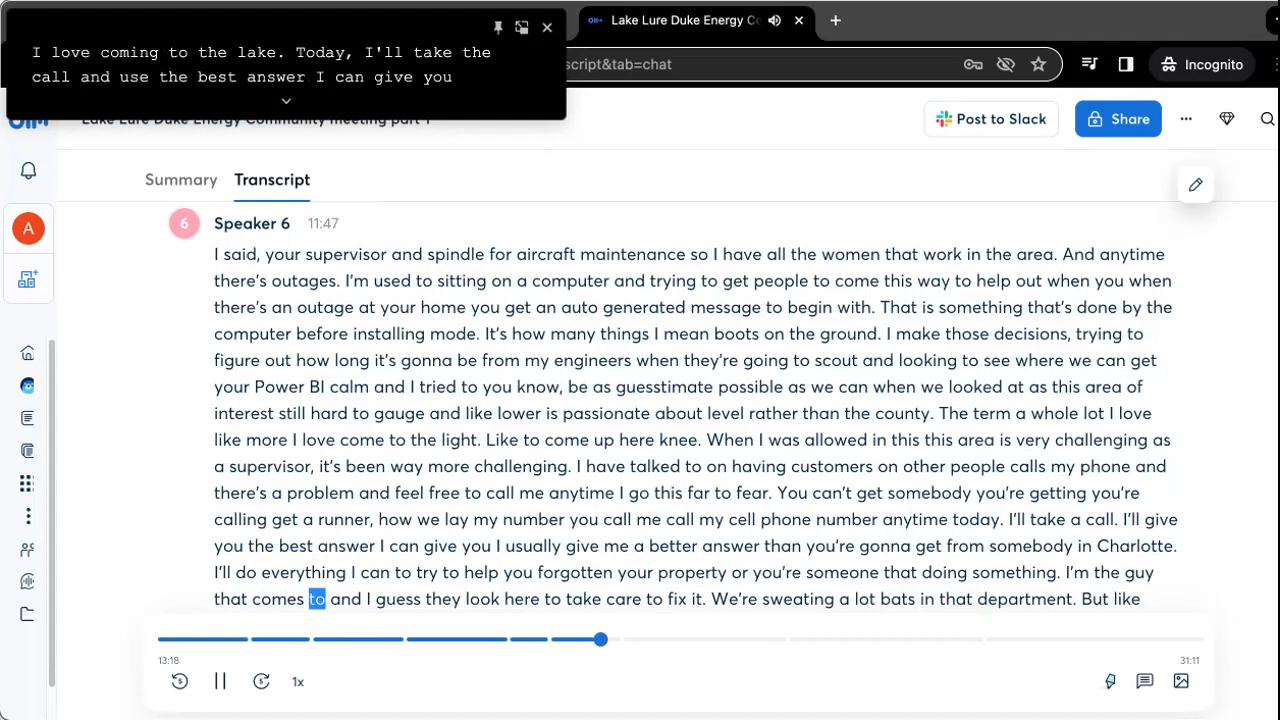 Lake Lure Duke Energy Co
I love coming to the lake. Today, I'll take the
call and use the best answer I can give you
script&tab=chat
Incognito
Lake Lure Duke Energy Community meeting part 1
Post to Slack
Share
A
Summary
Transcript
6
Speaker 6
11:47
I said, your supervisor and spindle for aircraft maintenance so I have all the women that work in the area. And anytime
there's outages. I'm used to sitting on a computer and trying to get people to come this way to help out when you when
there's an outage at your home you get an auto generated message to begin with. That is something that's done by the
computer before installing mode. It's how many things I mean boots on the ground. I make those decisions, trying to
figure out how long it's gonna be from my engineers when they're going to scout and looking to see where we can get
your Power BI calm and I tried to you know, be as guesstimate possible as we can when we looked at as this area of
interest still hard to gauge and like lower is passionate about level rather than the county. The term a whole lot I love
like more I love come to the light. Like to come up here knee. When I was allowed in this this area is very challenging as
a supervisor, it's been way more challenging. I have talked to on having customers on other people calls my phone and
there's a problem and feel free to call me anytime I go this far to fear. You can't get somebody you're getting you're
calling get a runner, how we lay my number you call me call my cell phone number anytime today. I'll take a call. I'll give
you the best answer I can give you I usually give me a better answer than you're gonna get from somebody in Charlotte.
I'll do everything I can to try to help you forgotten your property or you're someone that doing something. I'm the guy
that comes to and I guess they look here to take care to fix it. We're sweating a lot bats in that department. But like
13:18
31:11
5
5
1x